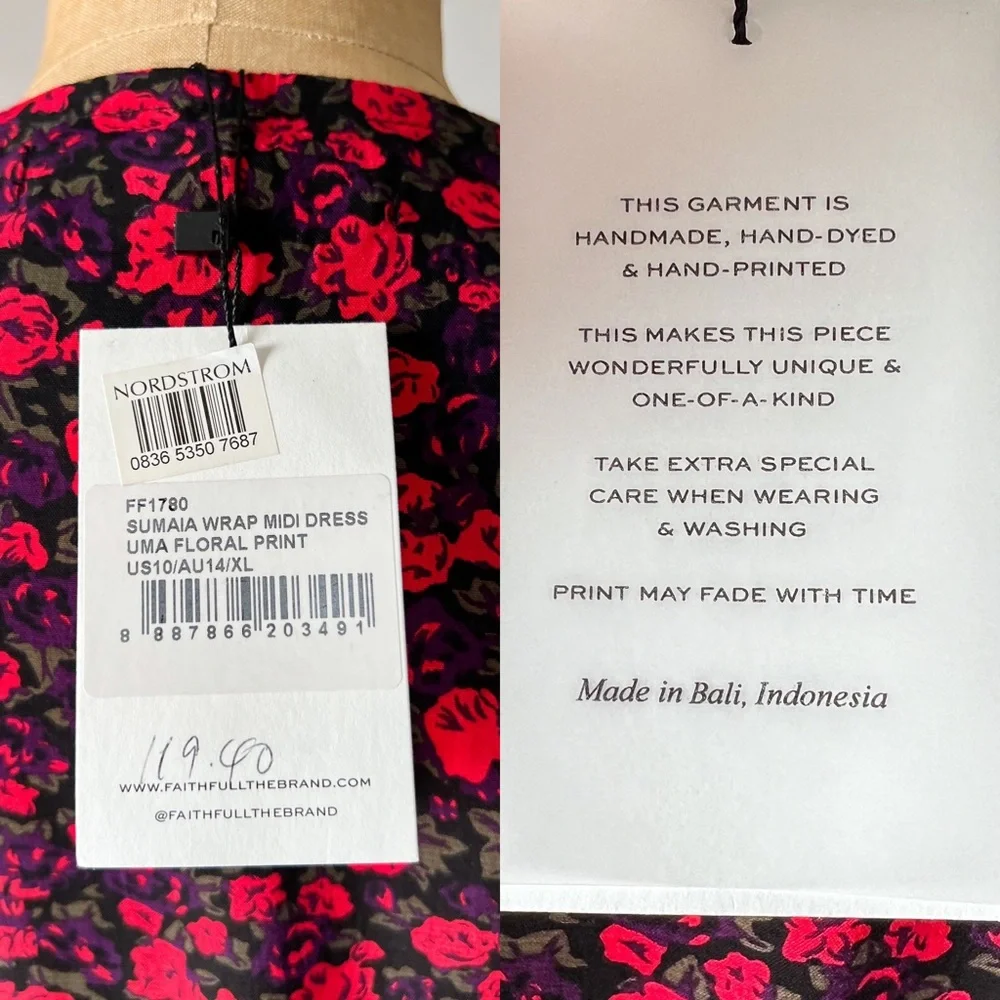 NORDSTROM
0836 5350 7687
FF1780
SUMAIA WRAP MIDI DRESS
UMA FLORAL PRINT
US10/AU14/XL
8 887866 203491
119.40
WWW.FAITHFULLTHEBRAND.COM
@FAITHFULLTHEBRAND
THIS GARMENT IS
HANDMADE, HAND-DYED
& HAND-PRINTED
THIS MAKES THIS PIECE
WONDERFULLY UNIQUE &
ONE-OF-A-KIND
TAKE EXTRA SPECIAL
CARE WHEN WEARING
& WASHING
PRINT MAY FADE WITH TIME
Made in Bali, Indonesia